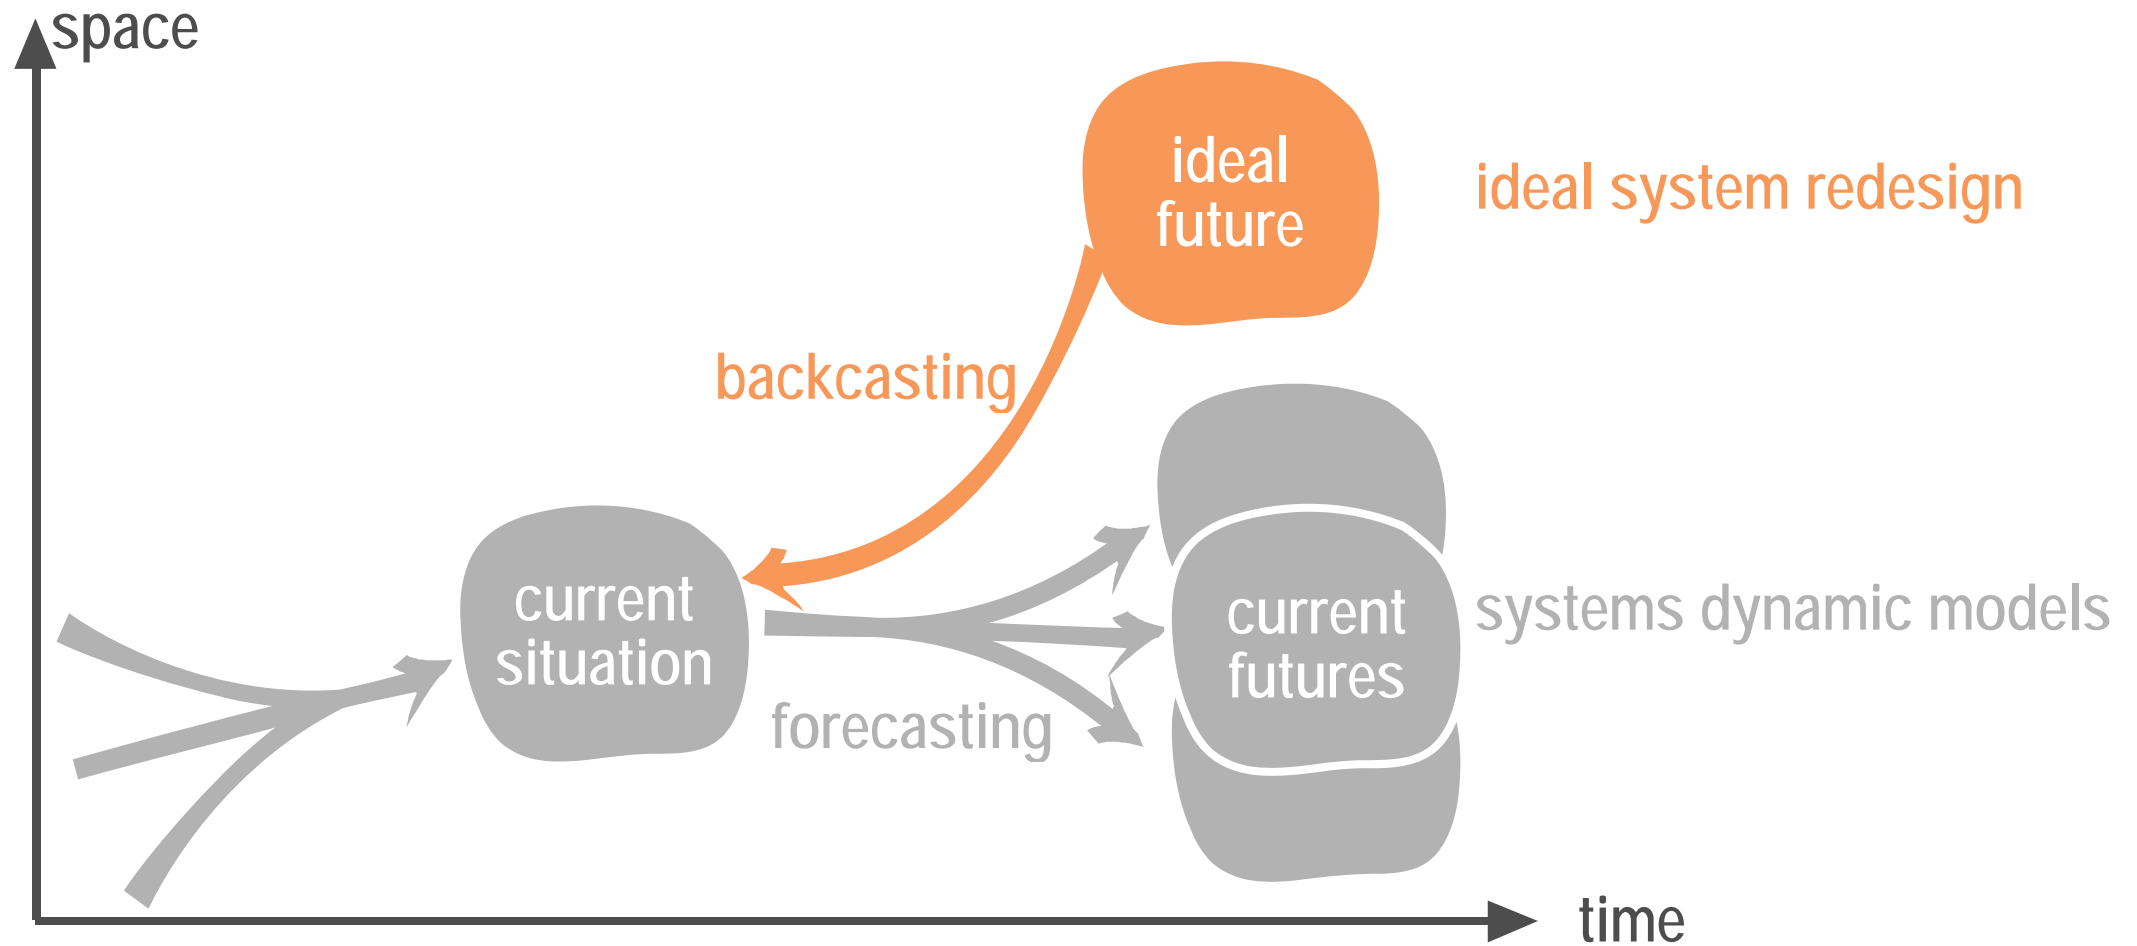 space
ideal
future
ideal system redesign
backcasting
current
situation
current
futures
systems dynamic models
forecasting
time